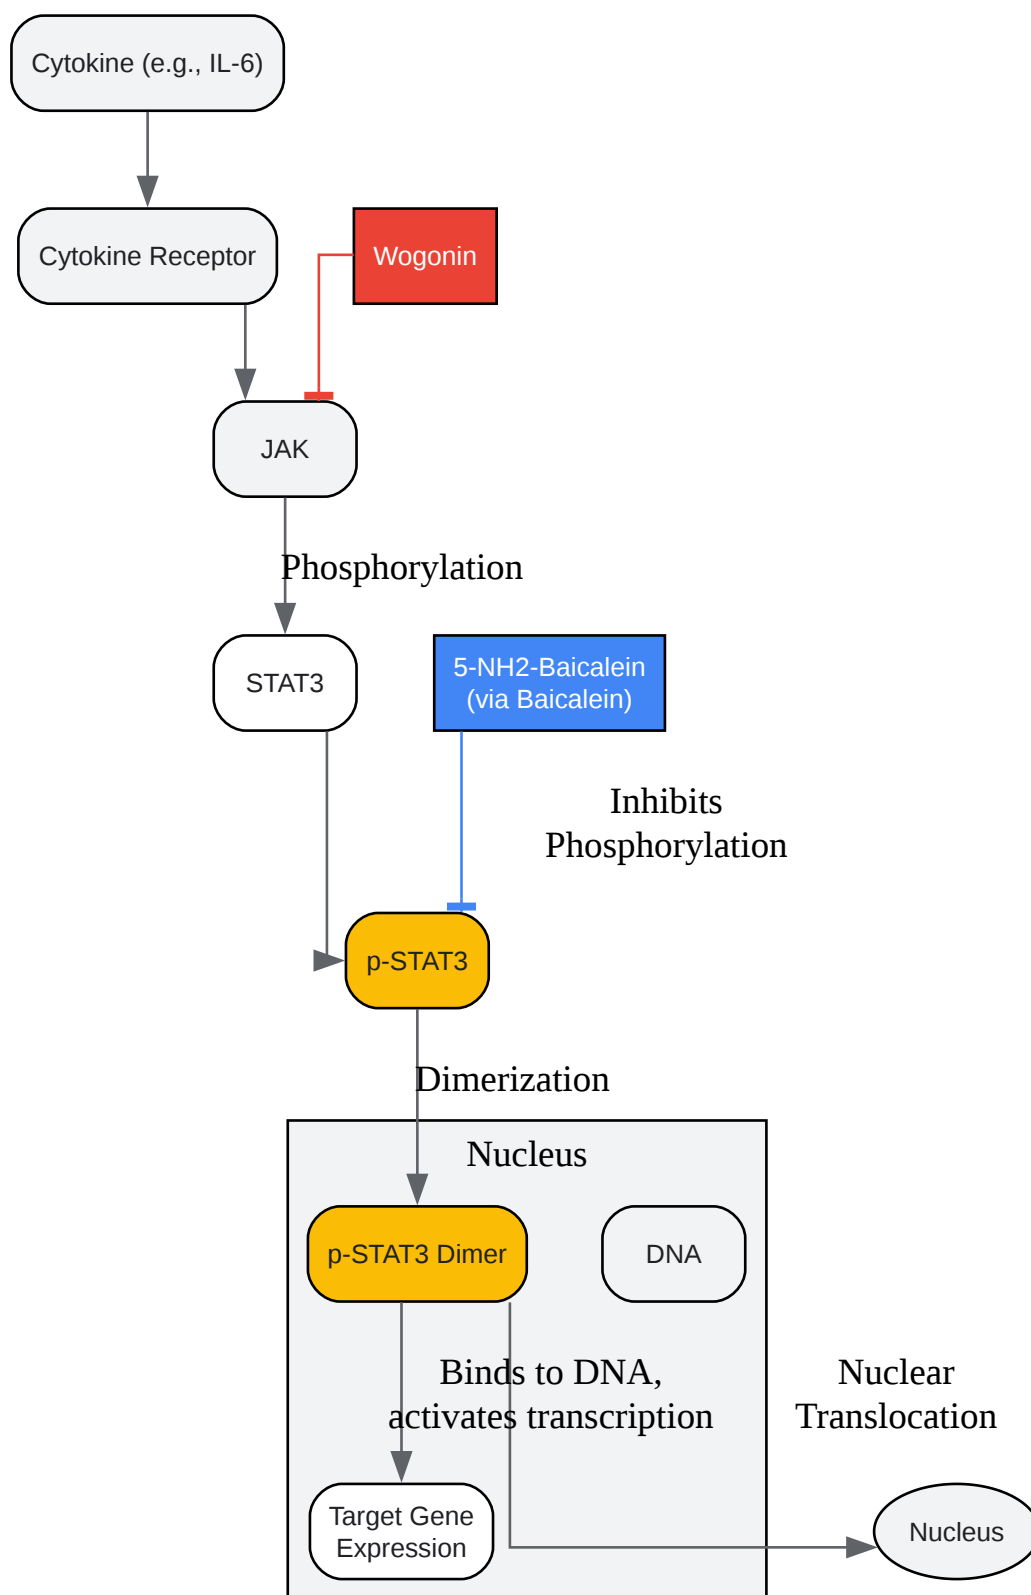 Cytokine (e.g., IL-6)
Cytokine Receptor
Wogonin
JAK
Phosphorylation
STAT3
5-NH2-Baicalein
(via Baicalein)
Inhibits
Phosphorylation
p-STAT3
Dimerization
Nucleus
p-STAT3 Dimer
DNA
Binds to DNA,
activates transcription
Nuclear
Translocation
Target Gene
Expression
Nucleus